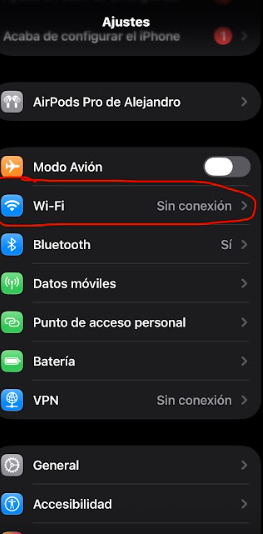 Ajustes
Acaba de configurar el iPhone 1
AirPods Pro de Alejandro
Modo Avión
Wi-Fi Sin conexión
Bluetooth Sí
Datos móviles
Punto de acceso personal
Batería
VPN Sin conexión
General
Accesibilidad